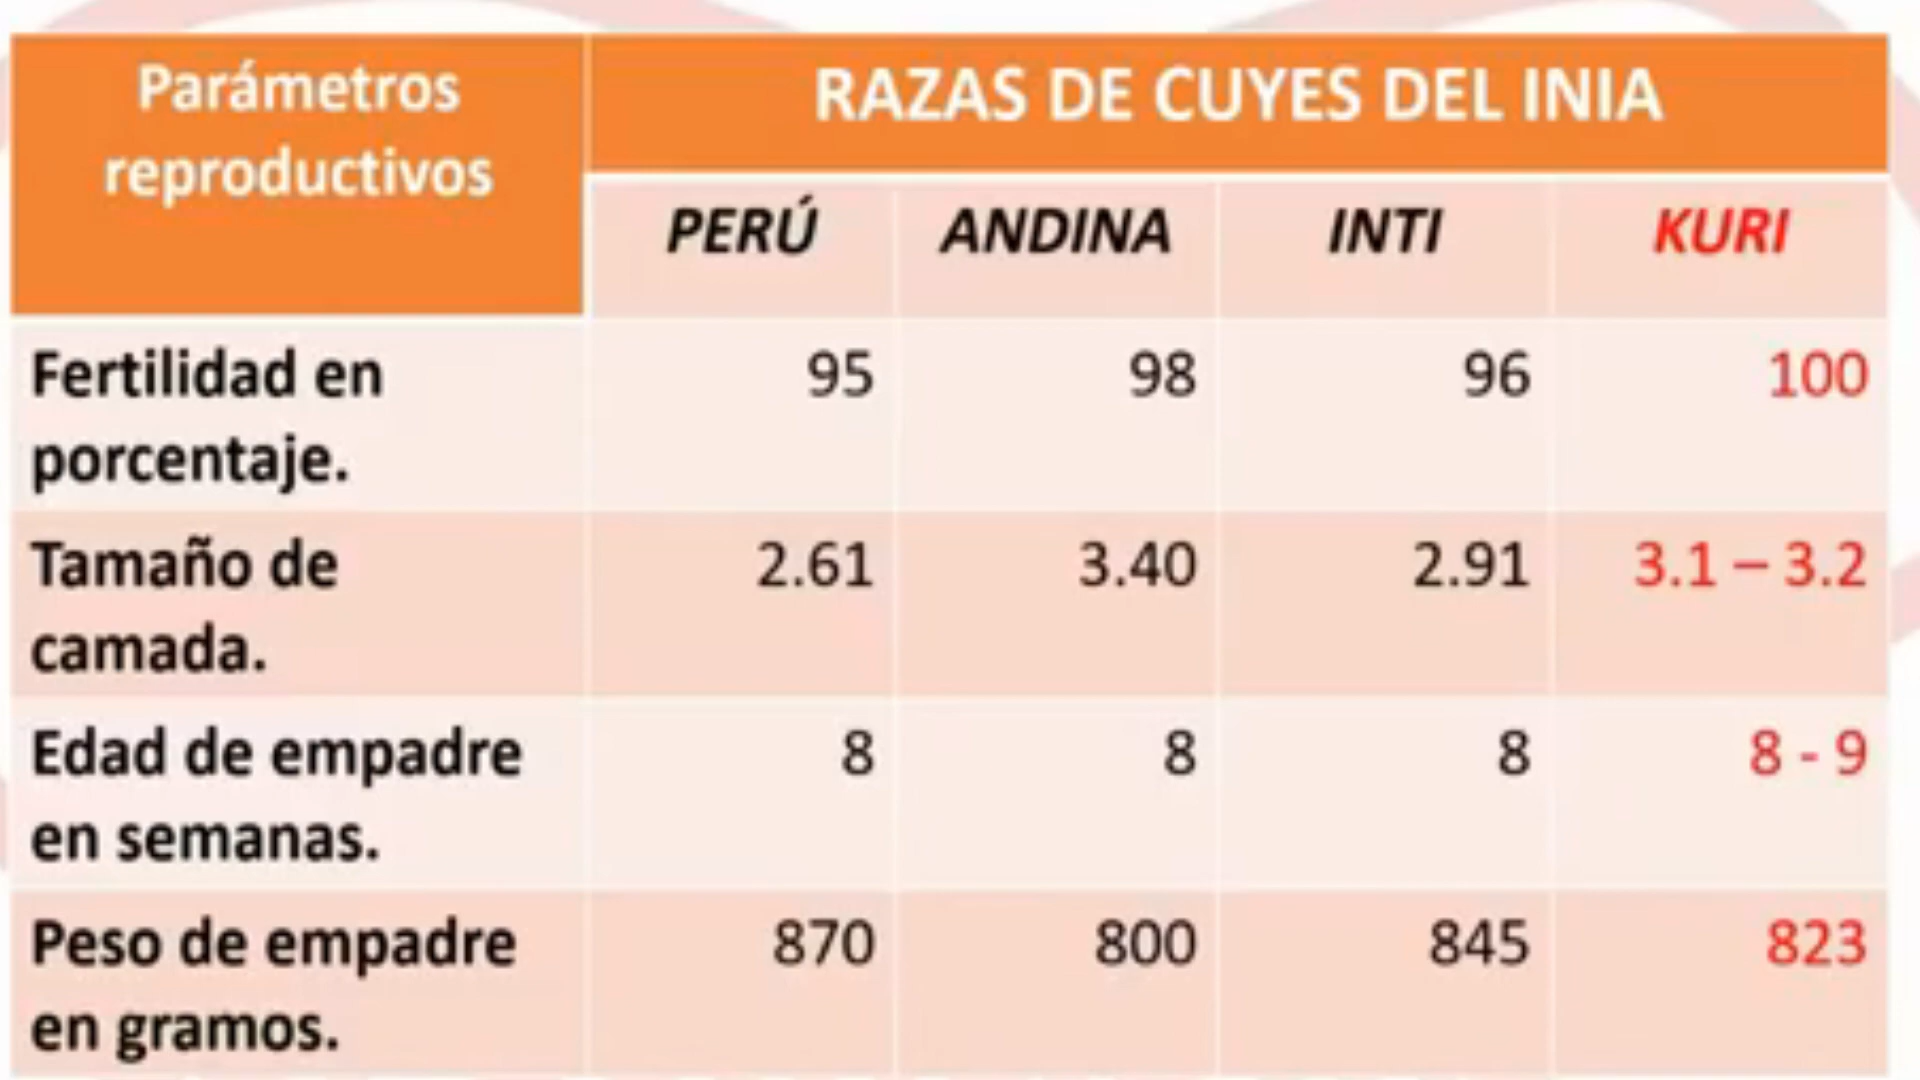 Parámetros
reproductivos
RAZAS DE CUYES DEL INIA
PERÚ ANDINA INTI KURI
Fertilidad en
porcentaje.
95 98 96 100
Tamaño de
camada.
2.61 3.40 2.91 3.1 – 3.2
Edad de empadre
en semanas.
8 8 8 8 - 9
Peso de empadre
en gramos.
870 800 845 823